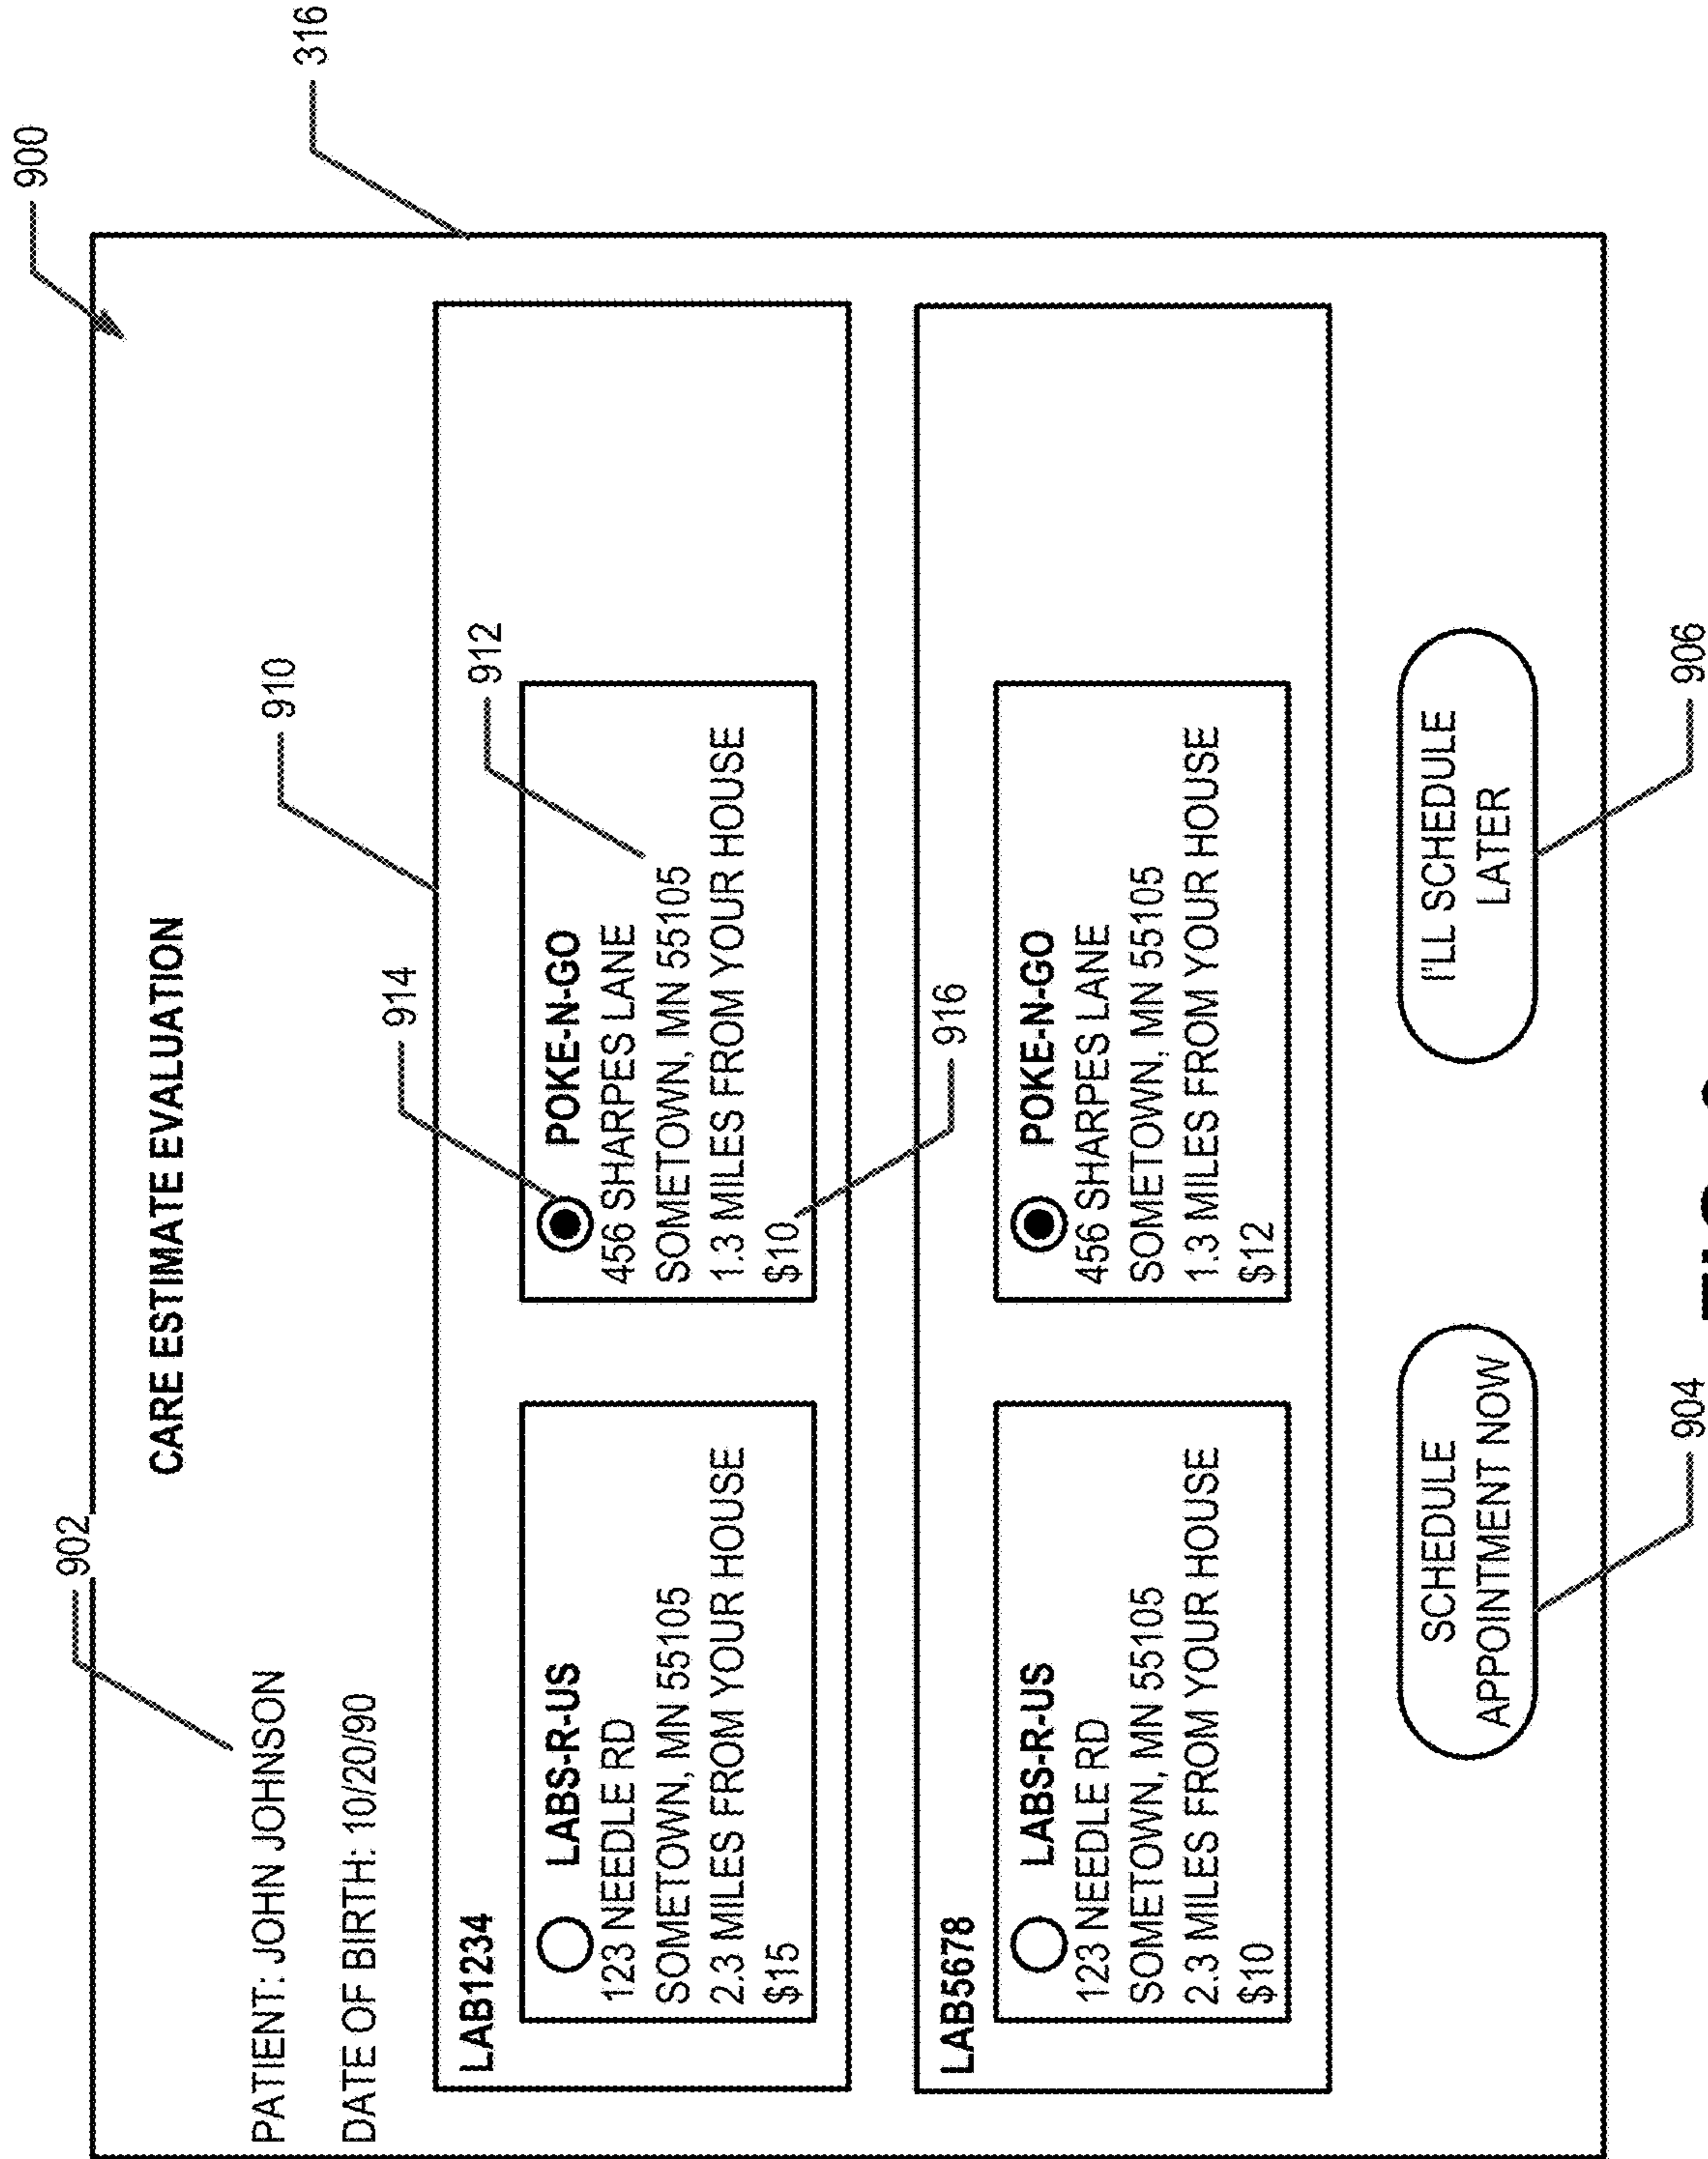 900
316
902
CARE ESTIMATE EVALUATION
PATIENT: JOHN JOHNSON
DATE OF BIRTH: 10/20/90
910
914
912
LAB1234
LABS-R-US
123 NEEDLE RD
SOMETOWN, MN 55105
2.3 MILES FROM YOUR HOUSE
$15
POKE-N-GO
456 SHARPES LANE
SOMETOWN, MN 55105
1.3 MILES FROM YOUR HOUSE
$10
916
LAB5678
LABS-R-US
123 NEEDLE RD
SOMETOWN, MN 55105
2.3 MILES FROM YOUR HOUSE
$10
POKE-N-GO
456 SHARPES LANE
SOMETOWN, MN 55105
1.3 MILES FROM YOUR HOUSE
$12
SCHEDULE
APPOINTMENT NOW
I'LL SCHEDULE
LATER
904
906